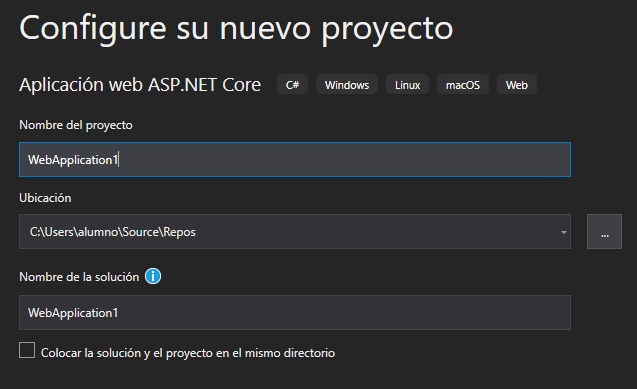 Configure su nuevo proyecto
Aplicación web ASP.NET Core C# Windows Linux macOS Web
Nombre del proyecto
WebApplication1
Ubicación
C:\Users\alumno\Source\Repos
...
Nombre de la solución
WebApplication1
Colocar la solución y el proyecto en el mismo directorio